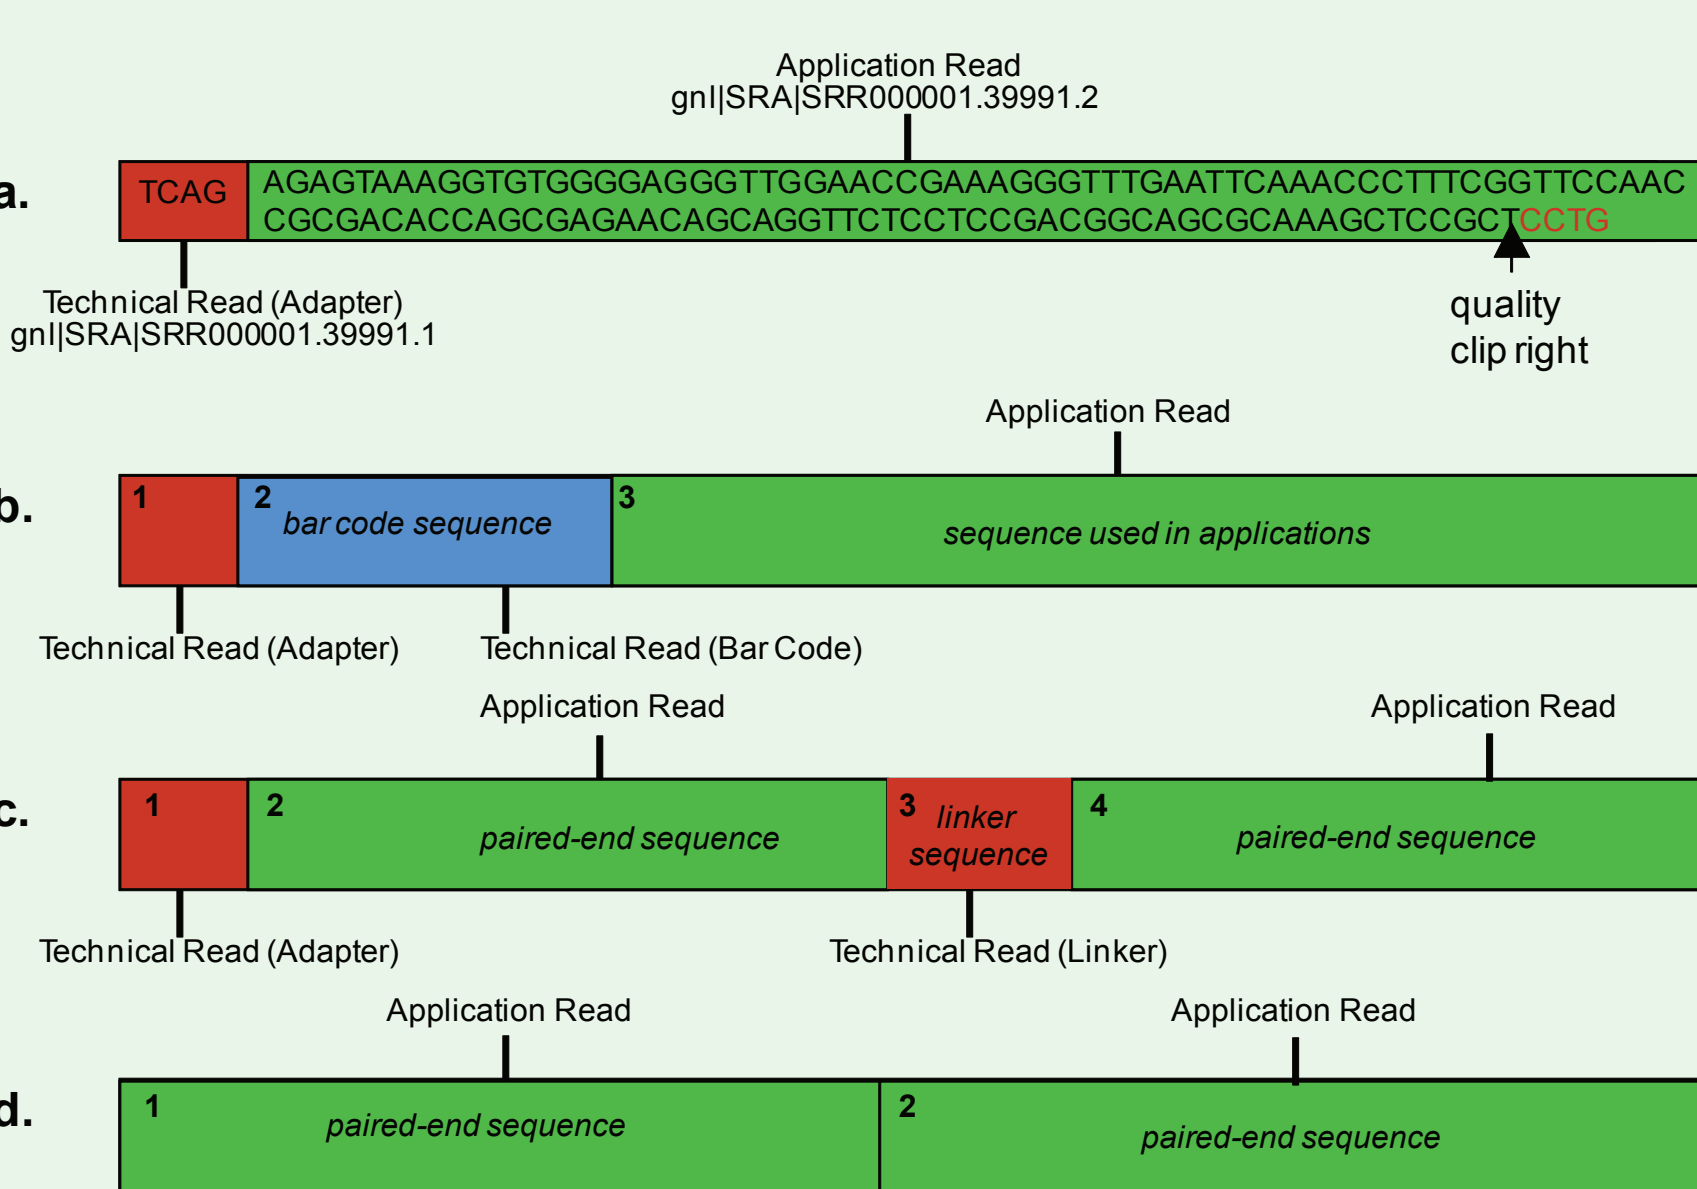 Application Read
gnl|SRA|SRR000001.39991.2
a.
TCAG
AGAGTAAAGGTGTGGGGAGGGTTGGAACCGAAAGGGTTTGAATTCAAACCCTTTCGGTTCCAAC
CGCGACACCAGCGAGAACAGCAGGTTCTCCTCCGACGGCAGCGCAAAGCTCCGCTCCTG
Technical Read (Adapter)
gnl|SRA|SRR000001.39991.1
quality
clip right
Application Read
b.
1
2
bar code sequence
3
sequence used in applications
Technical Read (Adapter)
Technical Read (Bar Code)
Application Read
Application Read
c.
1
2
paired-end sequence
3
linker
sequence
4
paired-end sequence
Technical Read (Adapter)
Technical Read (Linker)
Application Read
Application Read
d.
1
paired-end sequence
2
paired-end sequence